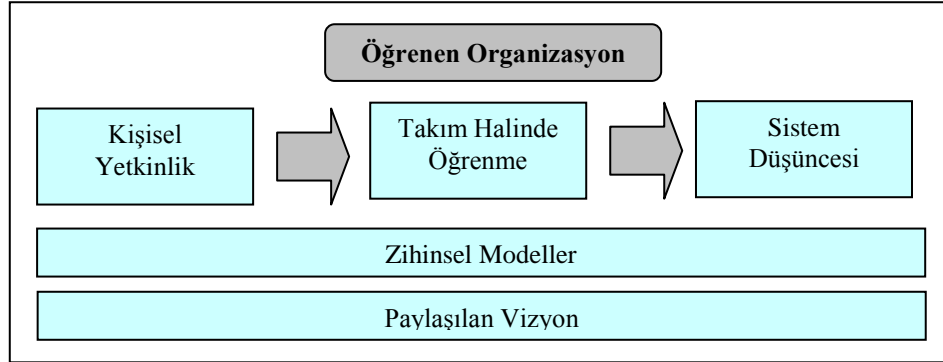 Öğrenen Organizasyon
Kişisel
Yetkinlik
Takım Halinde
Öğrenme
Sistem
Düşüncesi
Zihinsel Modeller
Paylaşılan Vizyon